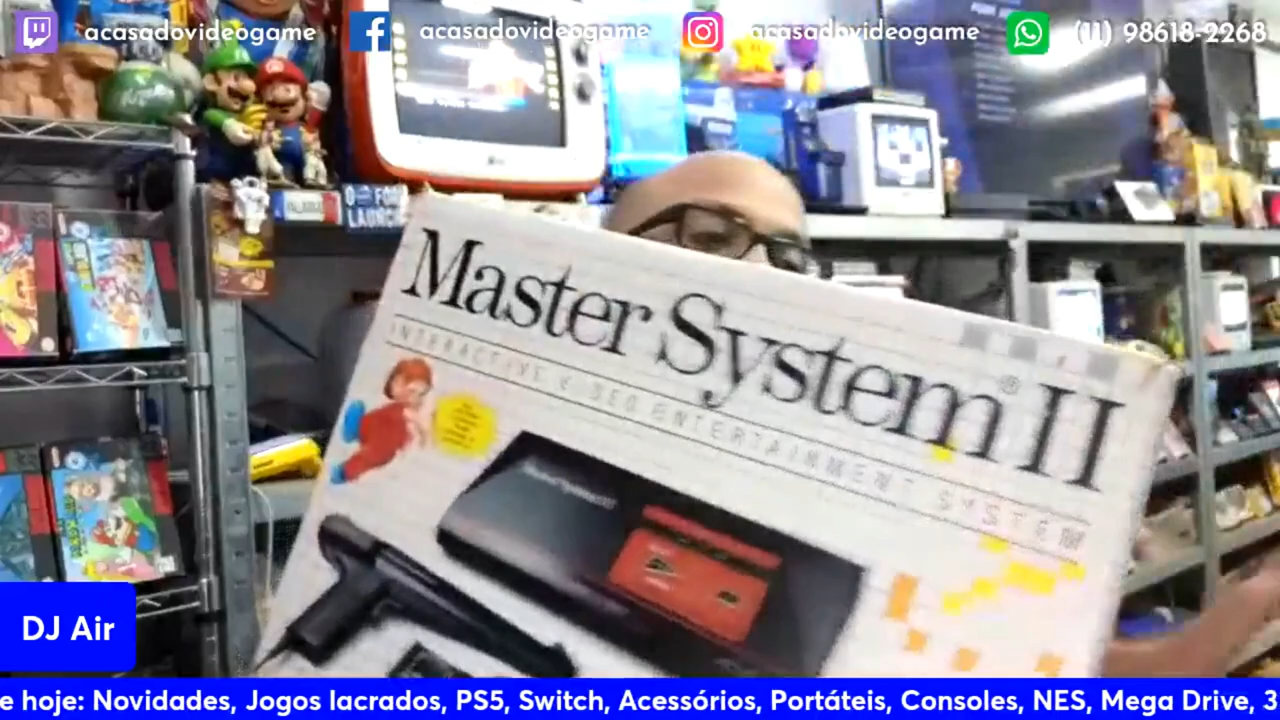 acasadovideogame
acasadovideogame
acasadovideogame
(11) 98618-2268
LAUNCH
Master System® II
INTERACTIVE VIDEO ENTERTAINMENT SYSTEM
DJ Air
e hoje: Novidades, Jogos lacrados, PS5, Switch, Acessórios, Portáteis, Consoles, NES, Mega Drive, 3